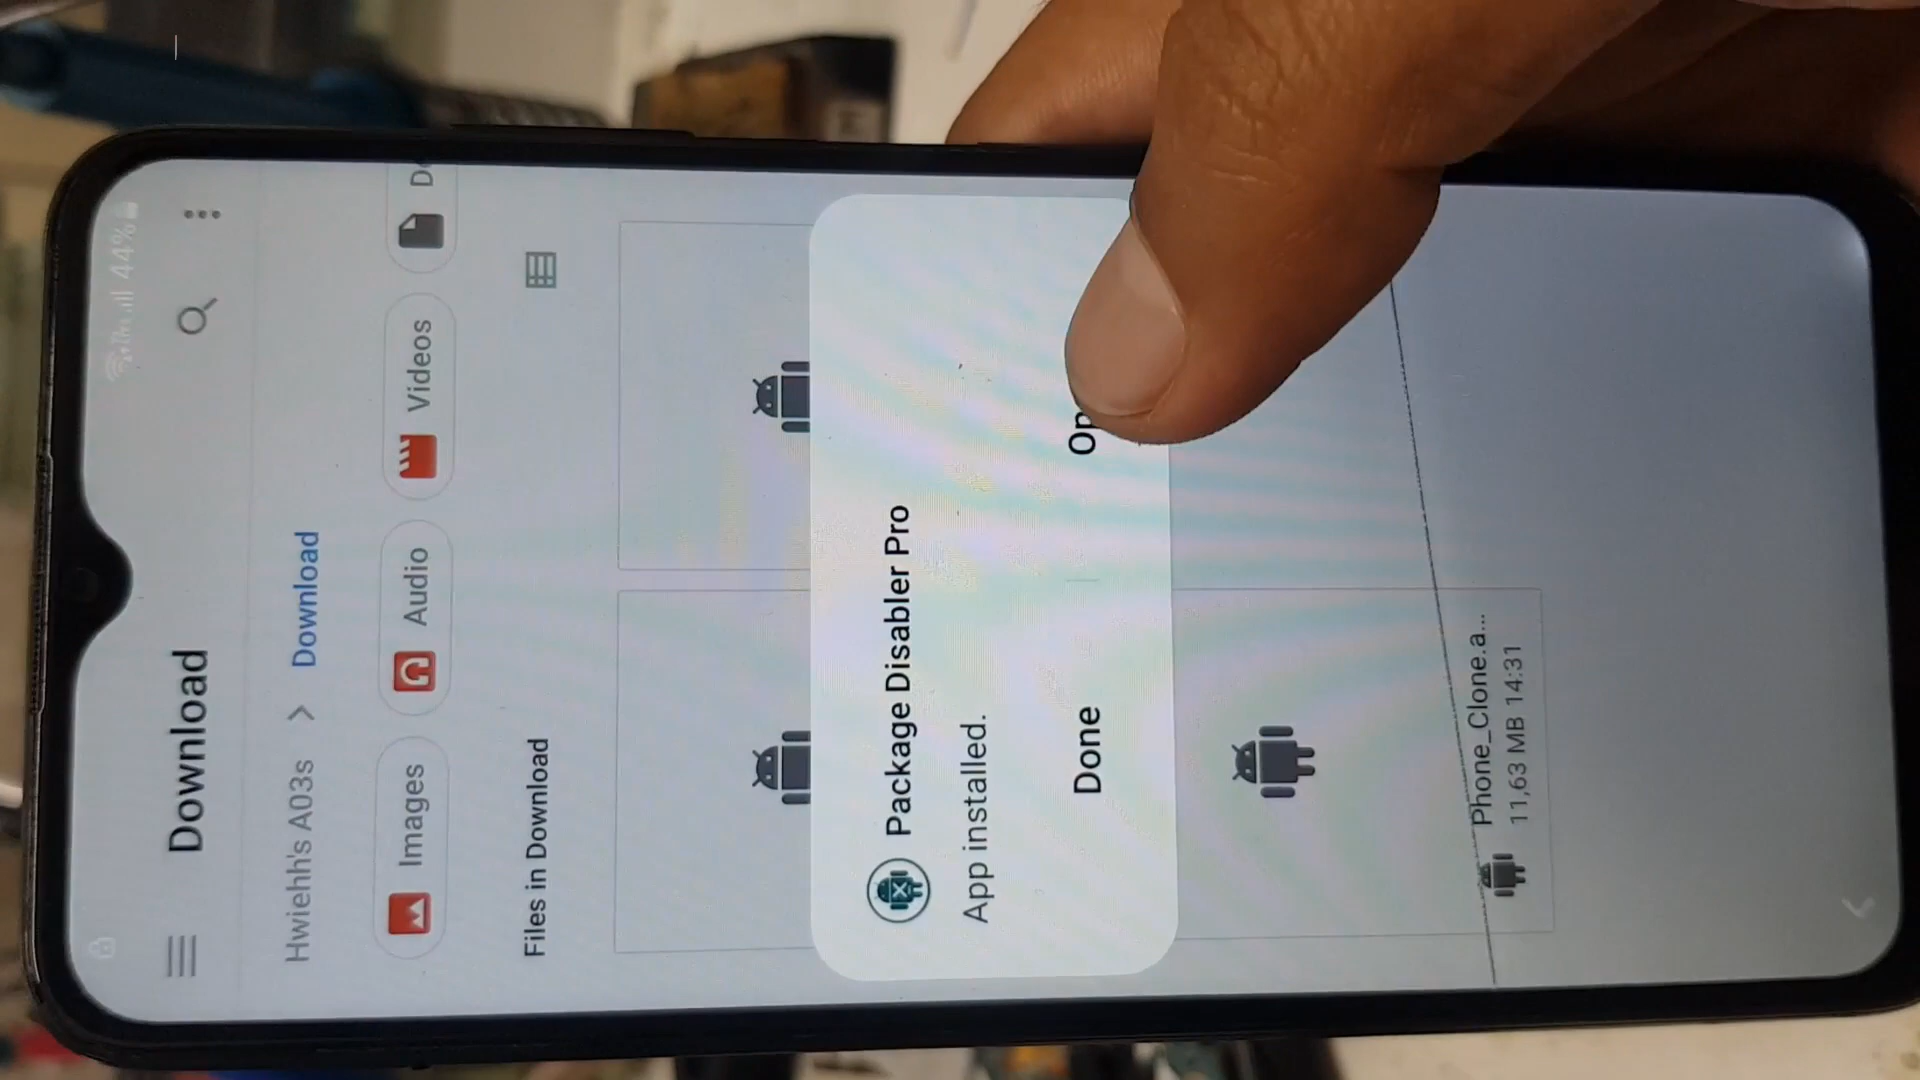 44%
Download
Hwiehh's A03s > Download
Images
Audio
Videos
Files in Download
Package Disabler Pro
App installed.
Done
Phone_Clone.a...
11,63 MB 14:31